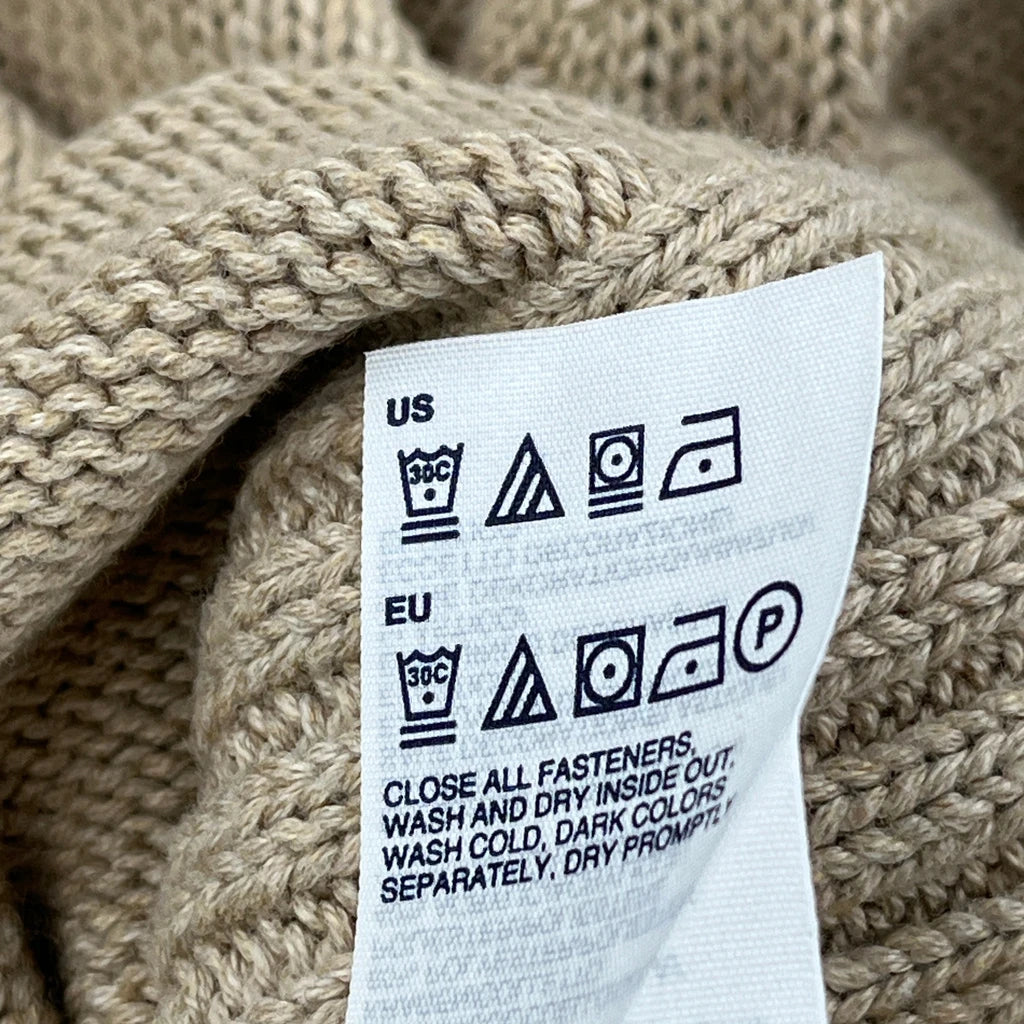 US
30C
EU
30C
P
CLOSE ALL FASTENERS,
WASH AND DRY INSIDE OUT,
WASH COLD, DARK COLORS
SEPARATELY, DRY PROMPTLY